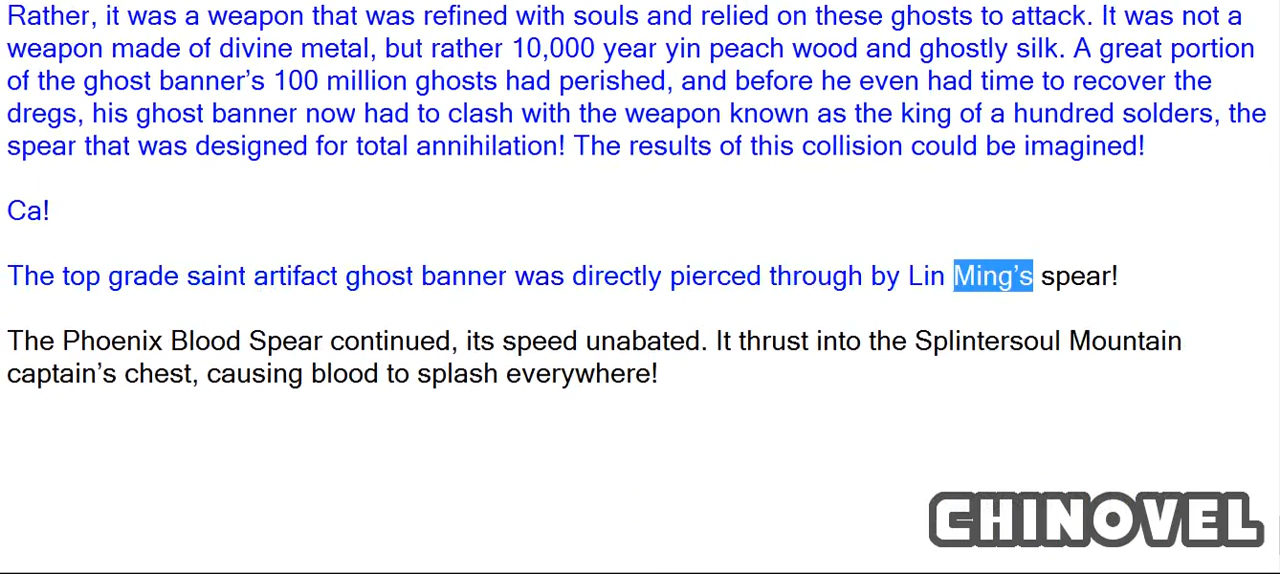 Rather, it was a weapon that was refined with souls and relied on these ghosts to attack. It was not a
weapon made of divine metal, but rather 10,000 year yin peach wood and ghostly silk. A great portion
of the ghost banner’s 100 million ghosts had perished, and before he even had time to recover the
dregs, his ghost banner now had to clash with the weapon known as the king of a hundred solders, the
spear that was designed for total annihilation! The results of this collision could be imagined!
Ca!
The top grade saint artifact ghost banner was directly pierced through by Lin Ming’s spear!
The Phoenix Blood Spear continued, its speed unabated. It thrust into the Splintersoul Mountain
captain’s chest, causing blood to splash everywhere!
CHINOVEL